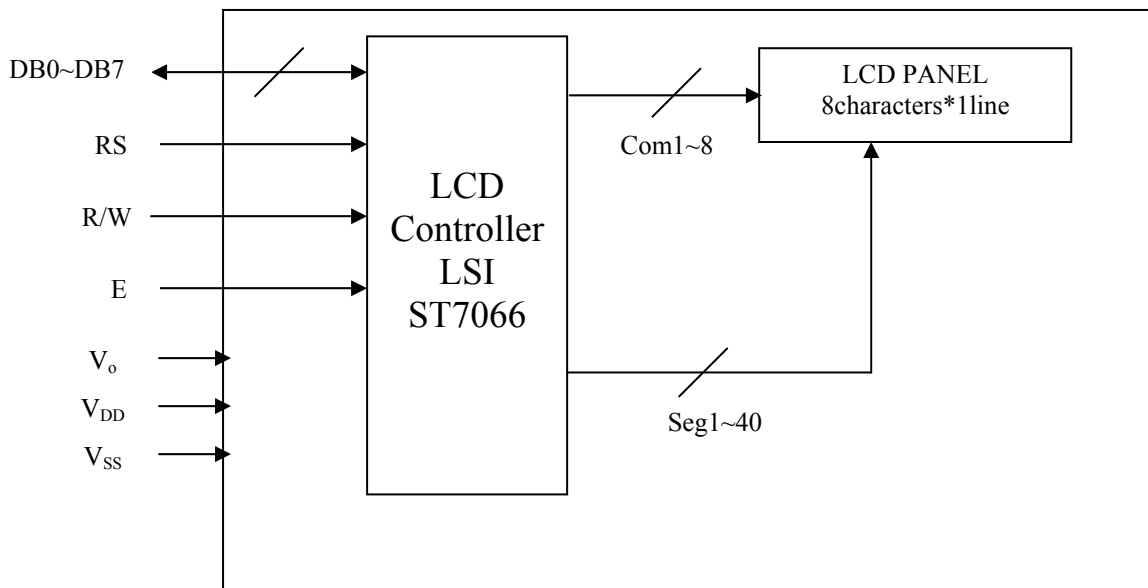 DB0~DB7
RS
R/W
E
Vo
VDD
VSS
LCD
Controller
LSI
ST7066
Com1~8
Seg1~40
LCD PANEL
8characters*1line